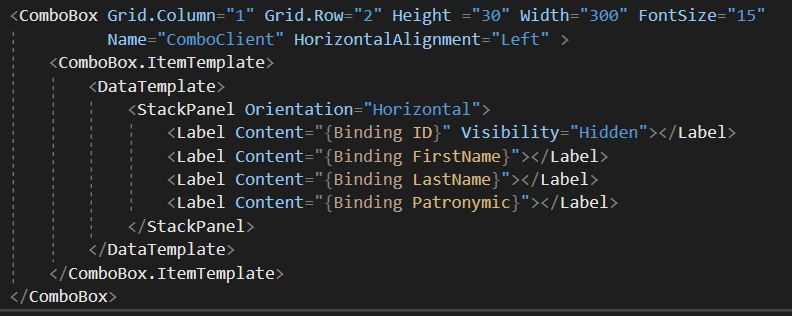 <ComboBox Grid.Column="1" Grid.Row="2" Height ="30" Width="300" FontSize="15"
Name="ComboClient" HorizontalAlignment="Left" >
<ComboBox.ItemTemplate>
<DataTemplate>
<StackPanel Orientation="Horizontal">
<Label Content="{Binding ID}" Visibility="Hidden"></Label>
<Label Content="{Binding FirstName}"></Label>
<Label Content="{Binding LastName}"></Label>
<Label Content="{Binding Patronymic}"></Label>
</StackPanel>
</DataTemplate>
</ComboBox.ItemTemplate>
</ComboBox>